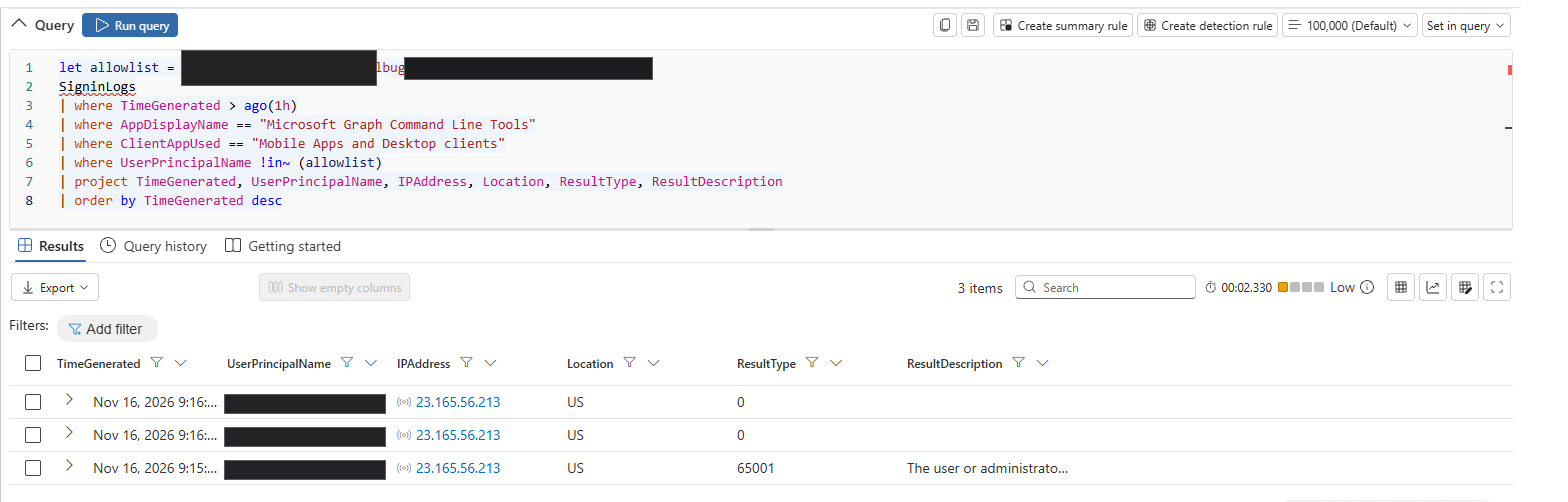 Query Run query Create summary rule Create detection rule 100,000 (Default) Set in query
1 let allowlist = lbug
2 SigninLogs
3 | where TimeGenerated > ago(1h)
4 | where AppDisplayName == "Microsoft Graph Command Line Tools"
5 | where ClientAppUsed == "Mobile Apps and Desktop clients"
6 | where UserPrincipalName !in~ (allowlist)
7 | project TimeGenerated, UserPrincipalName, IPAddress, Location, ResultType, ResultDescription
8 | order by TimeGenerated desc
Results Query history Getting started
Export Show empty columns 3 items Search 00:02.330 Low
Filters: Add filter
TimeGenerated UserPrincipalName IPAddress Location ResultType ResultDescription
Nov 16, 2026 9:16:... 23.165.56.213 US 0
Nov 16, 2026 9:16:... 23.165.56.213 US 0
Nov 16, 2026 9:15:... 23.165.56.213 US 65001 The user or administrato...